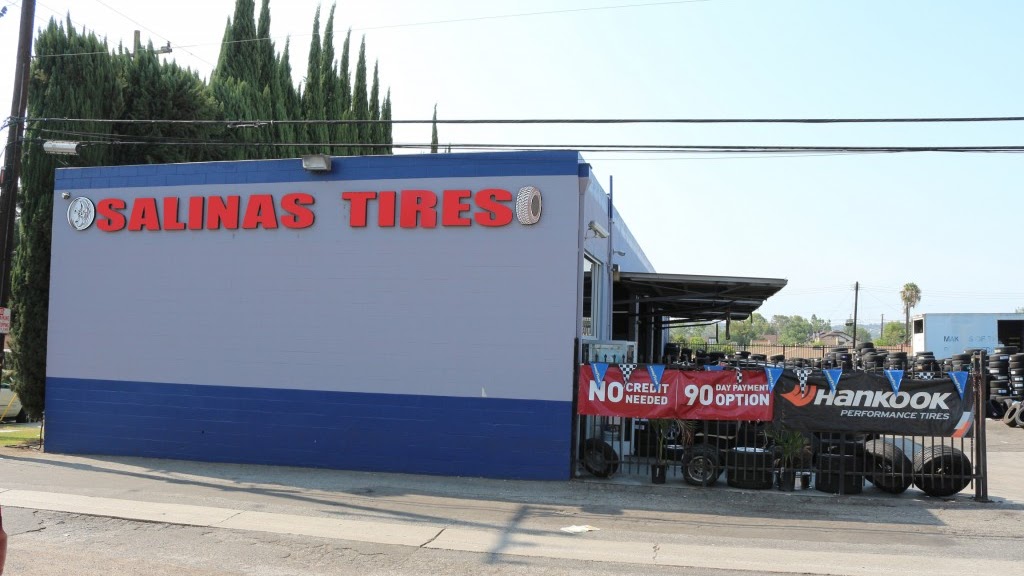 SALINAS TIRES
NO CREDIT NEEDED
90 DAY PAYMENT OPTION
HANKOOK
PERFORMANCE TIRES